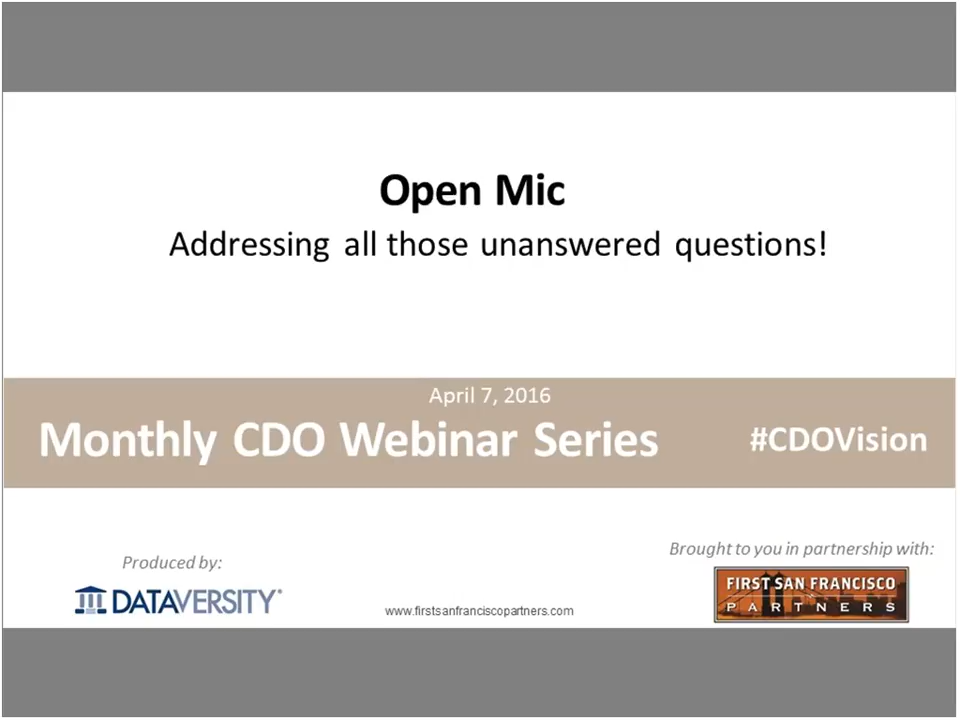 Open Mic
Addressing all those unanswered questions!
April 7, 2016
Monthly CDO Webinar Series
#CDOVision
Produced by:
Brought to you in partnership with:
DATAVERSITY®
www.firstsanfranciscopartners.com
FIRST SAN FRANCISCO
PARTNERS